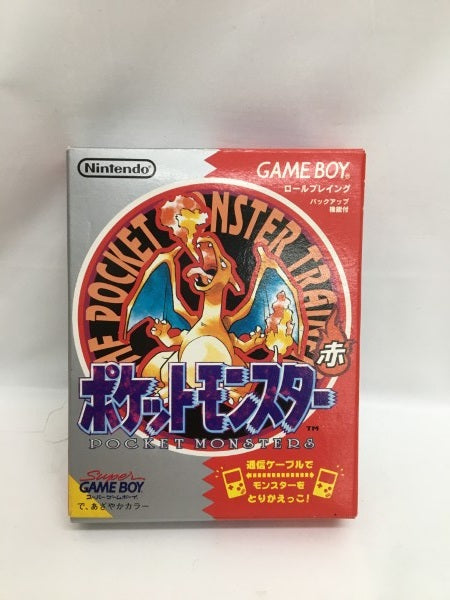 Nintendo®
GAME BOY®
ロールプレイング
バックアップ
機能付
THE POCKET MONSTER TRAINER
赤
ポケットモンスター
TM
POCKET MONSTERS
Super
GAME BOY
スーパーゲームボーイ
で、あざやかカラー
通信ケーブルで
モンスターを
とりかえっこ!